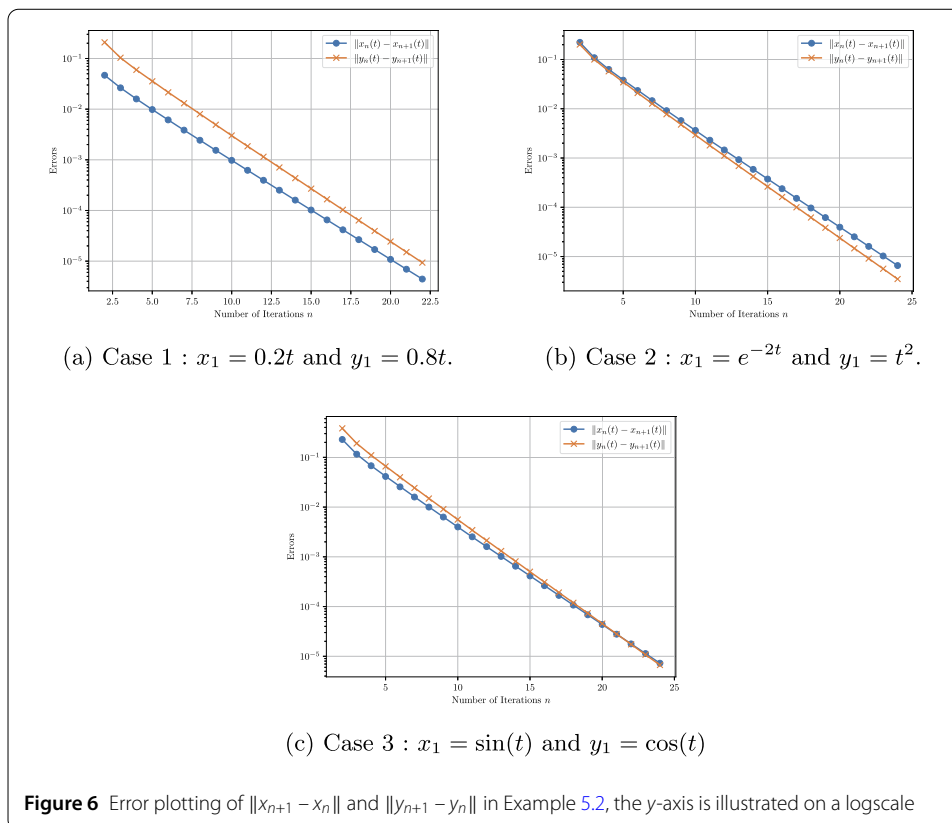 ‖x_n(t) − x_{n+1}(t)‖
‖y_n(t) − y_{n+1}(t)‖
10^{-1}
10^{-2}
10^{-3}
10^{-4}
10^{-5}
Errors
2.5 5.0 7.5 10.0 12.5 15.0 17.5 20.0 22.5
Number of Iterations n
(a) Case 1 : x_1 = 0.2t and y_1 = 0.8t.
‖x_n(t) − x_{n+1}(t)‖
‖y_n(t) − y_{n+1}(t)‖
10^{-1}
10^{-2}
10^{-3}
10^{-4}
10^{-5}
Errors
5 10 15 20 25
Number of Iterations n
(b) Case 2 : x_1 = e^{−2t} and y_1 = t^2.
‖x_n(t) − x_{n+1}(t)‖
‖y_n(t) − y_{n+1}(t)‖
10^{-1}
10^{-2}
10^{-3}
10^{-4}
10^{-5}
Errors
5 10 15 20 25
Number of Iterations n
(c) Case 3 : x_1 = sin(t) and y_1 = cos(t)
Figure 6 Error plotting of ‖x_{n+1} − x_n‖ and ‖y_{n+1} − y_n‖ in Example 5.2, the y-axis is illustrated on a logscale